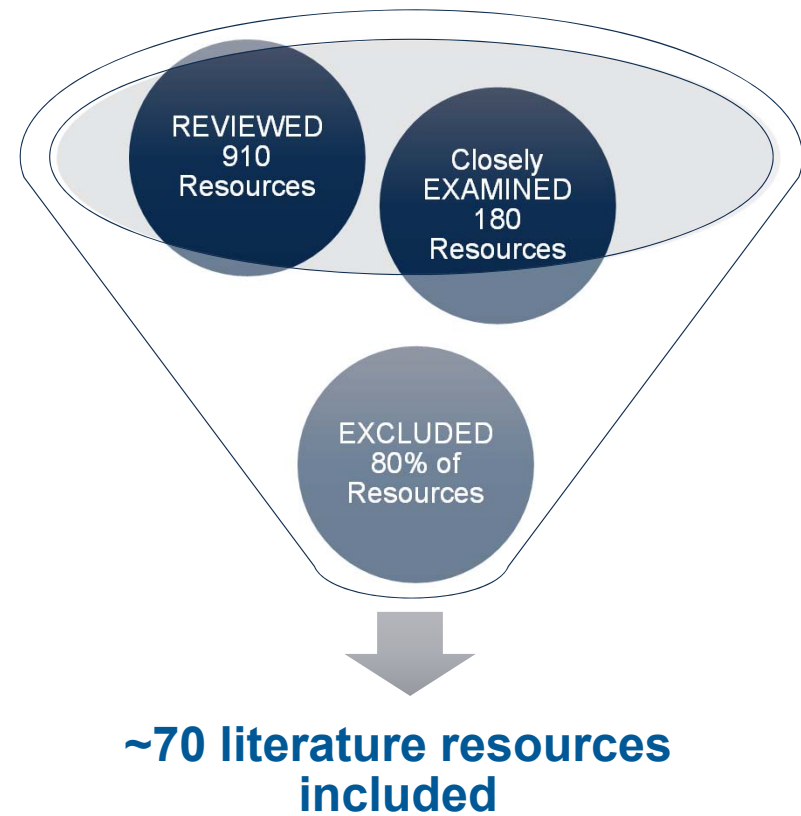 REVIEWED
910
Resources
Closely
EXAMINED
180
Resources
EXCLUDED
80% of
Resources
~70 literature resources
included